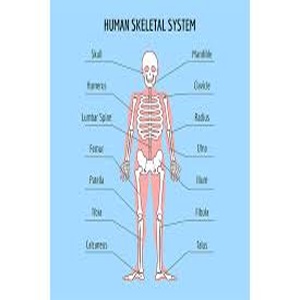 HUMAN SKELETAL SYSTEM
Skull
Mandible
Humerus
Clavicle
Lumbar Spine
Radius
Femur
Ulna
Patella
Ilium
Tibia
Fibula
Calcaneus
Talus